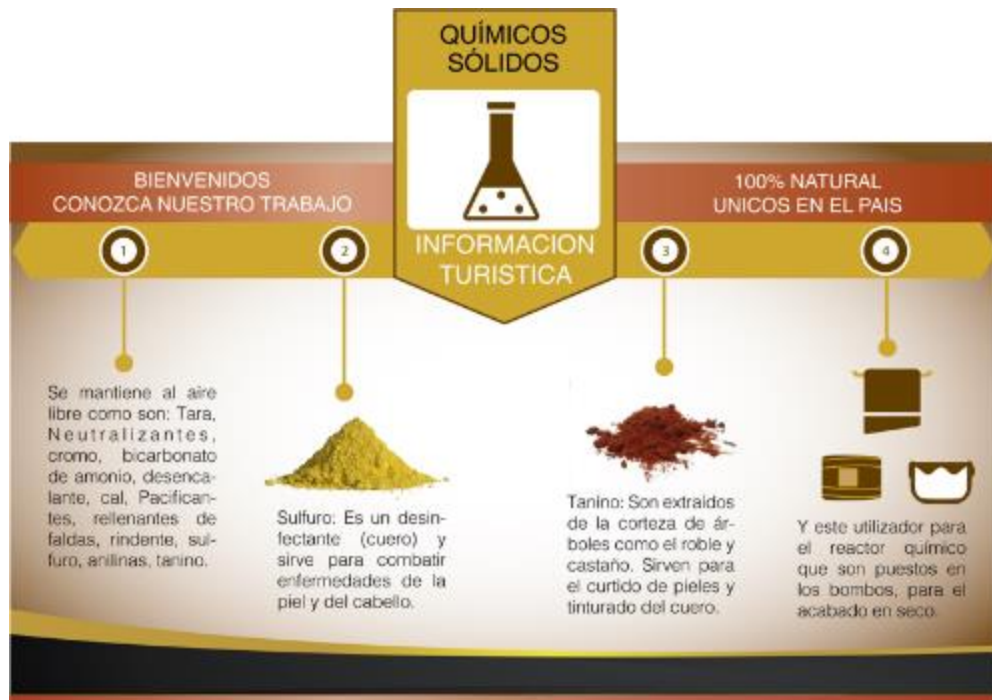 QUÍMICOS
SÓLIDOS
INFORMACION
TURISTICA
BIENVENIDOS
CONOZCA NUESTRO TRABAJO
100% NATURAL
UNICOS EN EL PAIS
1
Se mantiene al aire
libre como son: Tara,
Neutralizantes,
cromo, bicarbonato
de amonio, desenca-
lante, cal, Pacifican-
tes, rellenantes de
faldas, rindente, sul-
furo, anilinas, tanino.
2
Sulfuro: Es un desin-
fectante (cuero) y
sirve para combatir
enfermedades de la
piel y del cabello.
3
Tanino: Son extraidos
de la corteza de ár-
boles como el roble y
castaño. Sirven para
el curtido de pieles y
tinturado del cuero.
4
Y este utilizador para
el reactor químico
que son puestos en
los bombos, para el
acabado en seco.